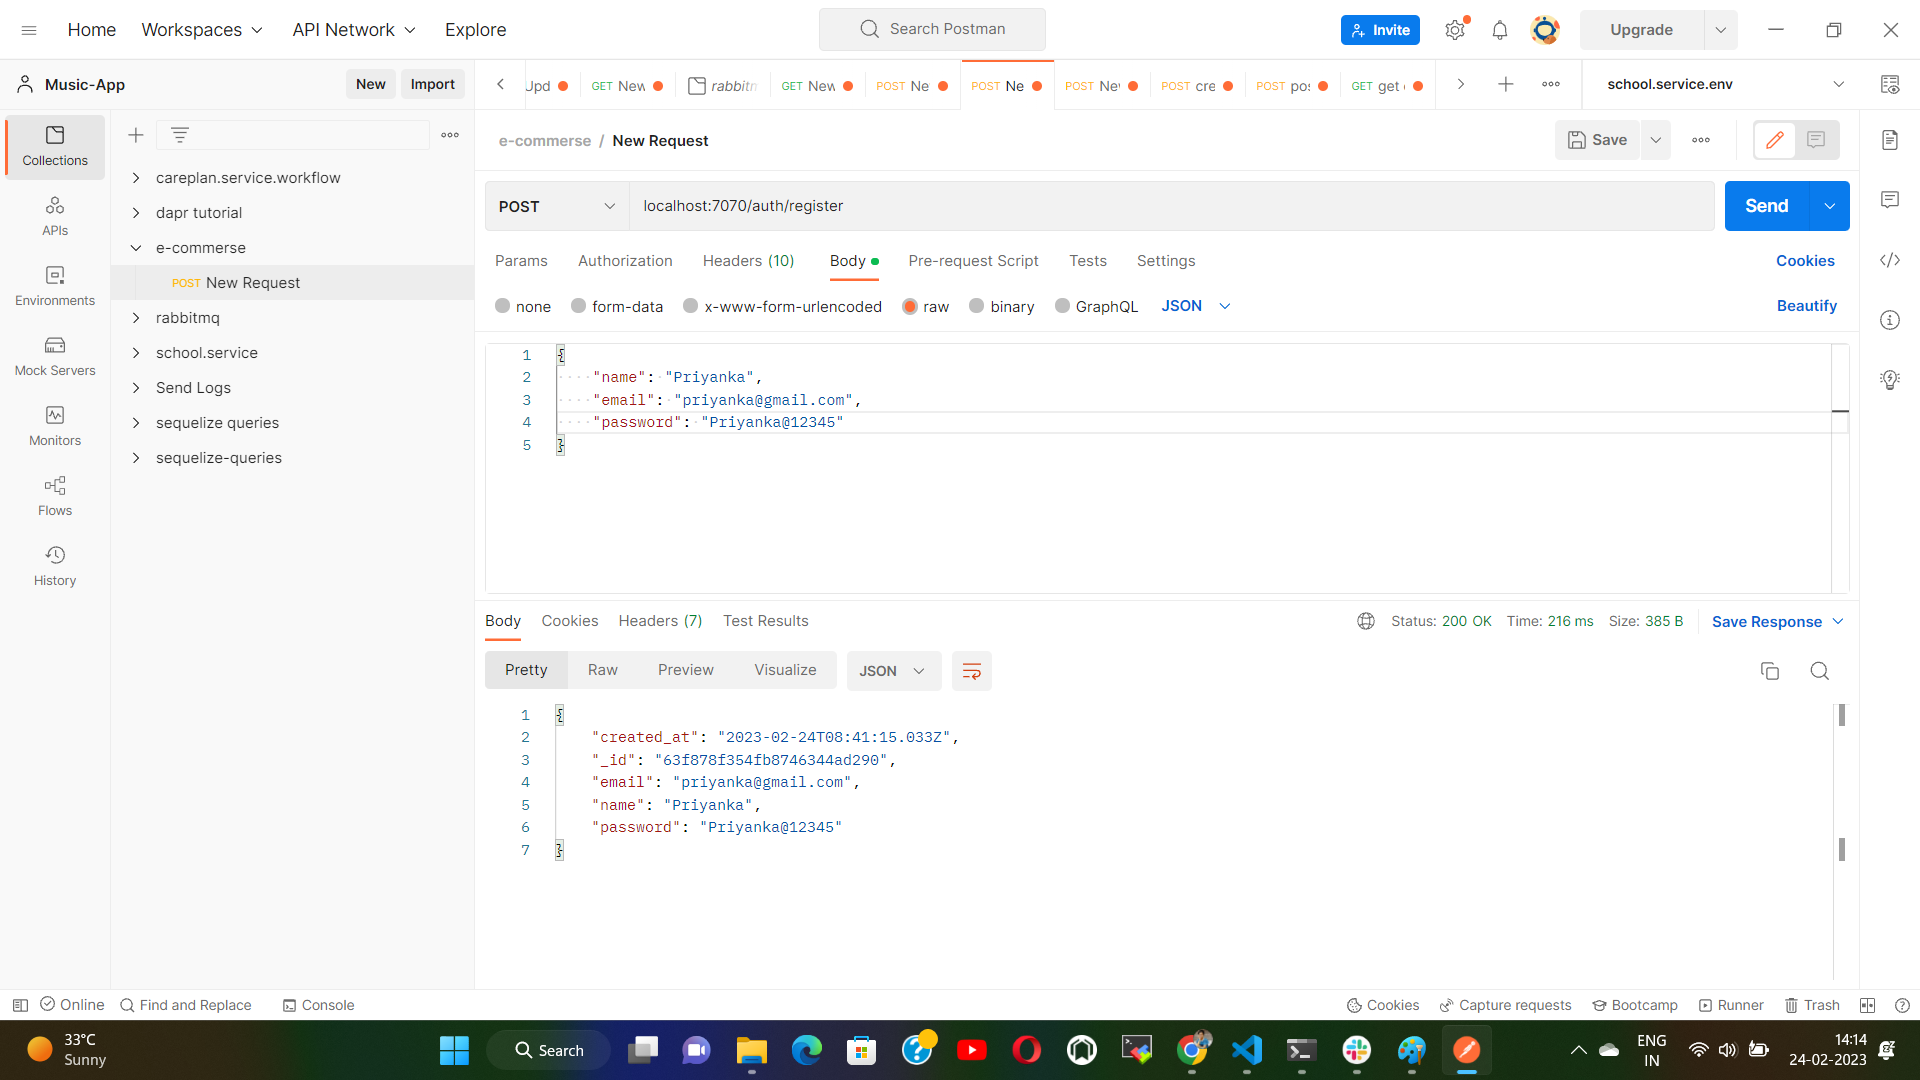 Home Workspaces API Network Explore Search Postman Invite Upgrade
Music-App New Import Upd GET New rabbitm GET New POST Ne POST Ne POST Ne POST cre POST pos GET get school.service.env
Collections
APIs
Environments
Mock Servers
Monitors
Flows
History
careplan.service.workflow
dapr tutorial
e-commerse
POST New Request
rabbitmq
school.service
Send Logs
sequelize queries
sequelize-queries
e-commerse / New Request Save
POST localhost:7070/auth/register Send
Params Authorization Headers (10) Body Pre-request Script Tests Settings Cookies
none form-data x-www-form-urlencoded raw binary GraphQL JSON Beautify
1 {
2 "name": "Priyanka",
3 "email": "priyanka@gmail.com",
4 "password": "Priyanka@12345"
5 }
Body Cookies Headers (7) Test Results Status: 200 OK Time: 216 ms Size: 385 B Save Response
Pretty Raw Preview Visualize JSON
1 {
2 "created_at": "2023-02-24T08:41:15.033Z",
3 "_id": "63f878f354fb8746344ad290",
4 "email": "priyanka@gmail.com",
5 "name": "Priyanka",
6 "password": "Priyanka@12345"
7 }
Online Find and Replace Console Cookies Capture requests Bootcamp Runner Trash
33°C
Sunny
Search
ENG
IN
14:14
24-02-2023